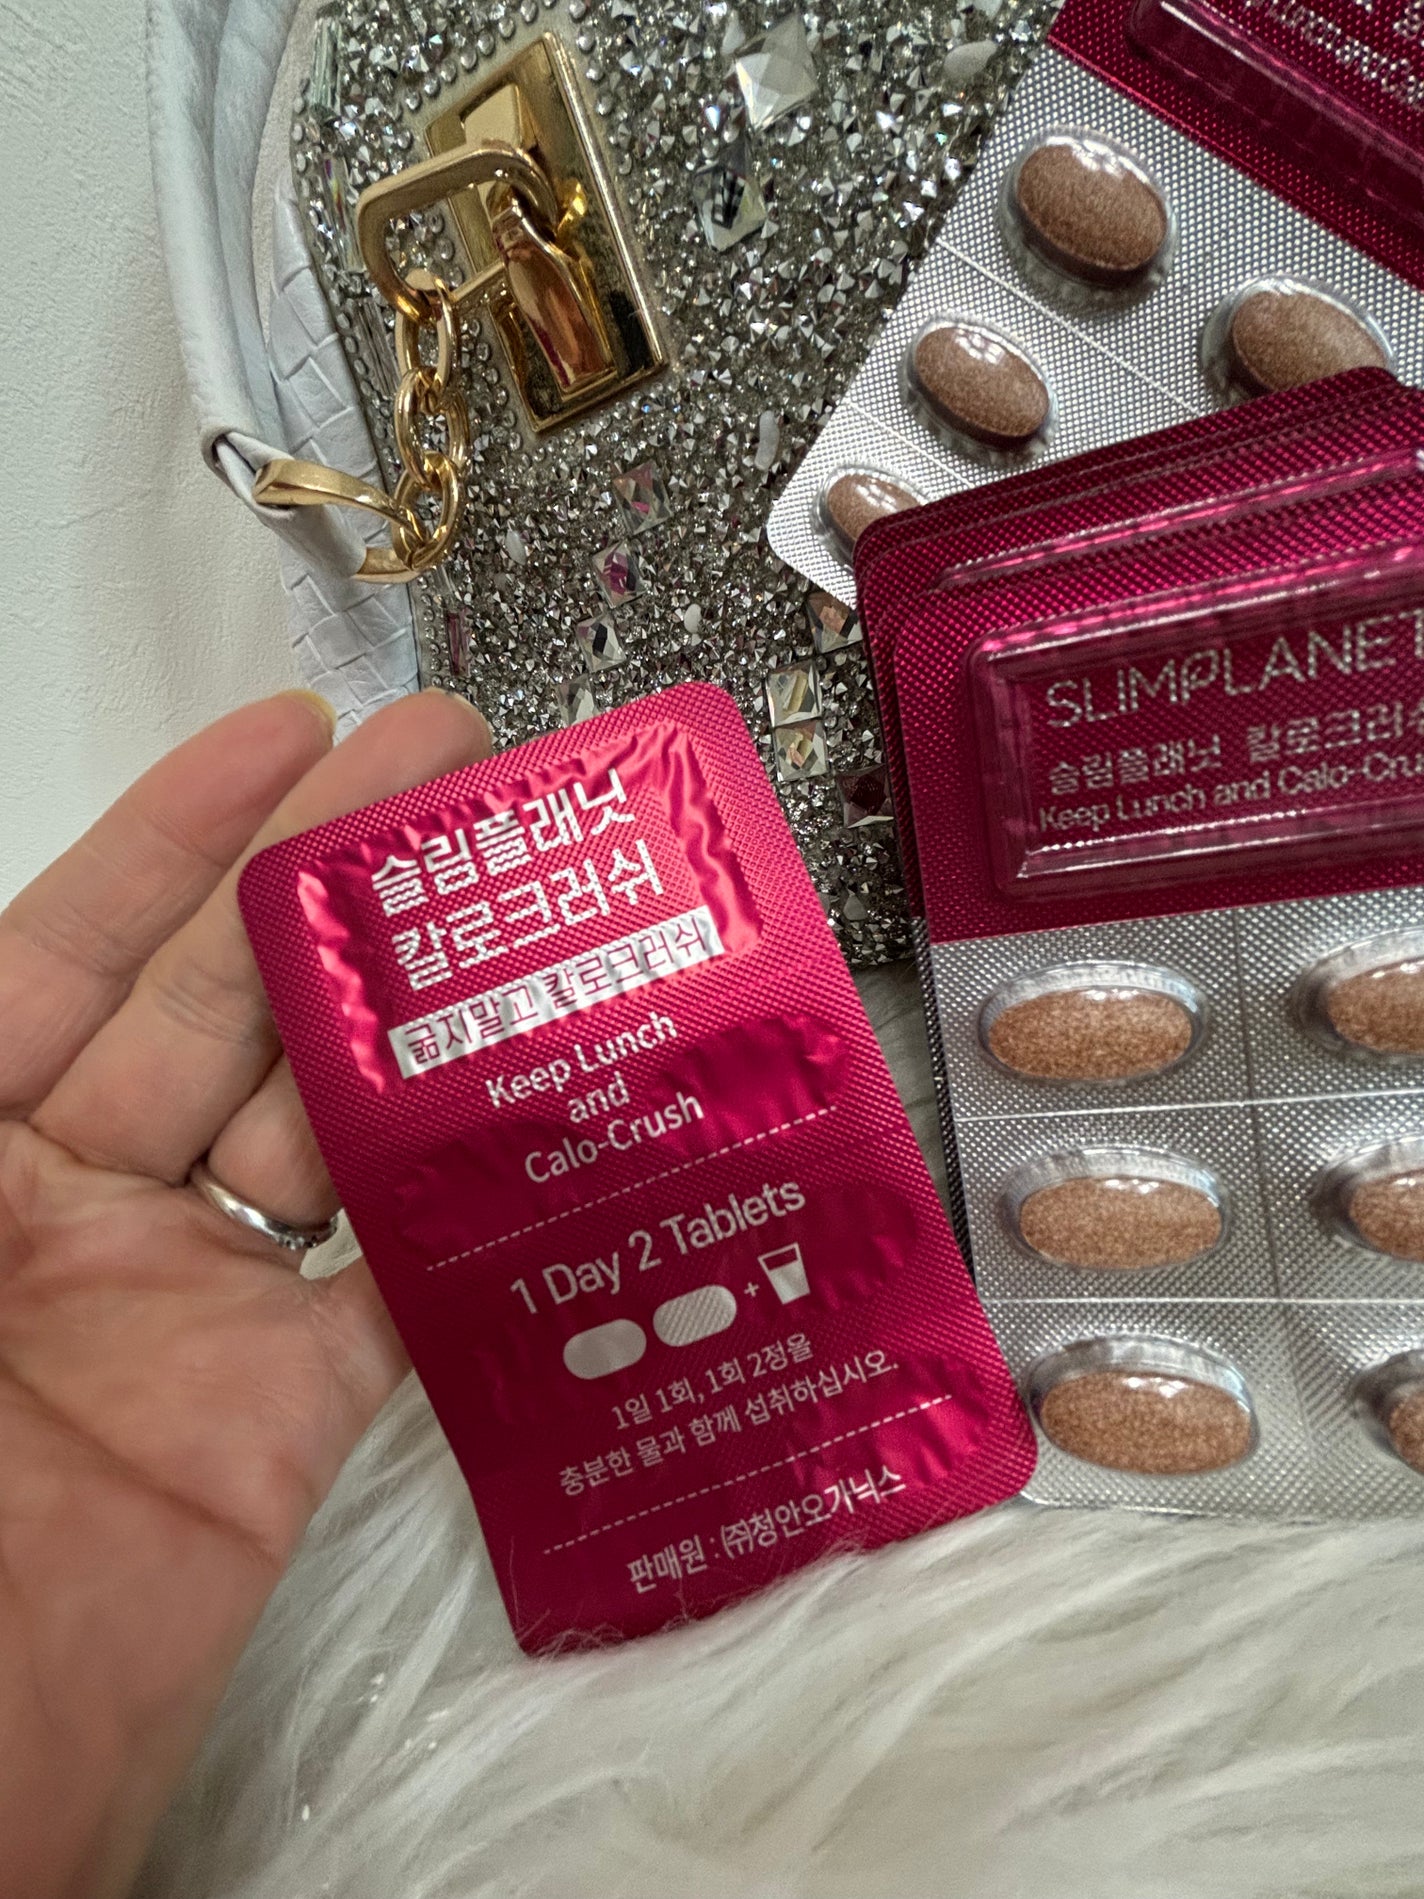 슬림플래닛
칼로크러쉬
굶지말고 칼로크러쉬
Keep Lunch
and
Calo-Crush
1 Day 2 Tablets
+
1일 1회, 1회 2정을
충분한 물과 함께 섭취하십시오.
판매원 : ㈜청안오가닉스
SLIMPLANET
슬림플래닛 칼로크러
Keep Lunch and Calo-Cru